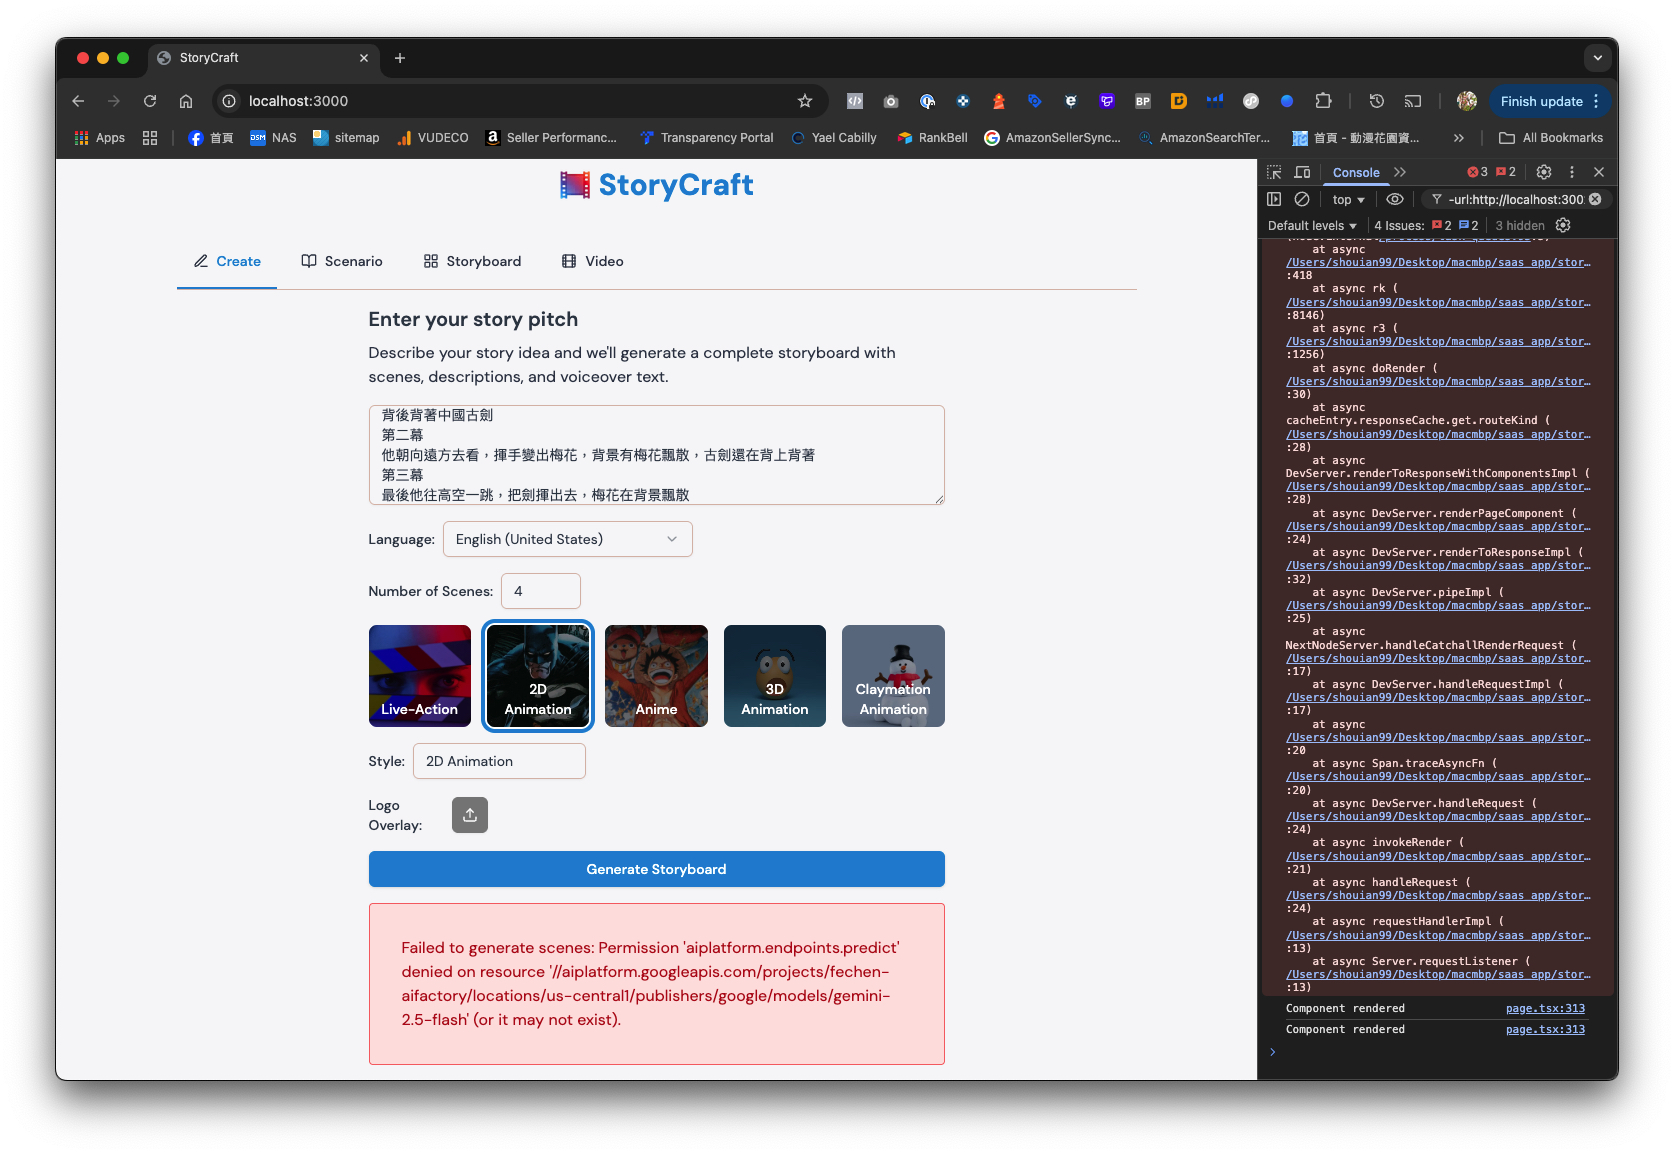 StoryCraft
localhost:3000
Finish update
Apps
首頁
NAS
sitemap
VUDECO
Seller Performanc...
Transparency Portal
Yael Cabilly
RankBell
AmazonSellerSync...
AmazonSearchTer...
首頁 - 動漫花園資...
All Bookmarks
StoryCraft
Create
Scenario
Storyboard
Video
Enter your story pitch
Describe your story idea and we'll generate a complete storyboard with
scenes, descriptions, and voiceover text.
背後背著中國古劍
第二幕
他朝向遠方去看，揮手變出梅花，背景有梅花飄散，古劍還在背上背著
第三幕
最後他往高空一跳，把劍揮出去，梅花在背景飄散
Language: English (United States)
Number of Scenes: 4
Live-Action
2D
Animation
Anime
3D
Animation
Claymation
Animation
Style: 2D Animation
Logo
Overlay:
Generate Storyboard
Failed to generate scenes: Permission 'aiplatform.endpoints.predict'
denied on resource '//aiplatform.googleapis.com/projects/fechen-
aifactory/locations/us-central1/publishers/google/models/gemini-
2.5-flash' (or it may not exist).
Console
3
2
top
-url:http://localhost:300
Default levels
4 Issues: 2 2
3 hidden
at async
/Users/shouian99/Desktop/macmbp/saas_app/stor…
:418
at async rk (
/Users/shouian99/Desktop/macmbp/saas_app/stor…
:8146)
at async r3 (
/Users/shouian99/Desktop/macmbp/saas_app/stor…
:1256)
at async doRender (
/Users/shouian99/Desktop/macmbp/saas_app/stor…
:30)
at async
cacheEntry.responseCache.get.routeKind (
/Users/shouian99/Desktop/macmbp/saas_app/stor…
:28)
at async
DevServer.renderToResponseWithComponentsImpl (
/Users/shouian99/Desktop/macmbp/saas_app/stor…
:28)
at async DevServer.renderPageComponent (
/Users/shouian99/Desktop/macmbp/saas_app/stor…
:24)
at async DevServer.renderToResponseImpl (
/Users/shouian99/Desktop/macmbp/saas_app/stor…
:32)
at async DevServer.pipeImpl (
/Users/shouian99/Desktop/macmbp/saas_app/stor…
:25)
at async
NextNodeServer.handleCatchallRenderRequest (
/Users/shouian99/Desktop/macmbp/saas_app/stor…
:17)
at async DevServer.handleRequestImpl (
/Users/shouian99/Desktop/macmbp/saas_app/stor…
:17)
at async
/Users/shouian99/Desktop/macmbp/saas_app/stor…
:20
at async Span.traceAsyncFn (
/Users/shouian99/Desktop/macmbp/saas_app/stor…
:20)
at async DevServer.handleRequest (
/Users/shouian99/Desktop/macmbp/saas_app/stor…
:24)
at async invokeRender (
/Users/shouian99/Desktop/macmbp/saas_app/stor…
:21)
at async handleRequest (
/Users/shouian99/Desktop/macmbp/saas_app/stor…
:24)
at async requestHandlerImpl (
/Users/shouian99/Desktop/macmbp/saas_app/stor…
:13)
at async Server.requestListener (
/Users/shouian99/Desktop/macmbp/saas_app/stor…
:13)
Component rendered page.tsx:313
Component rendered page.tsx:313